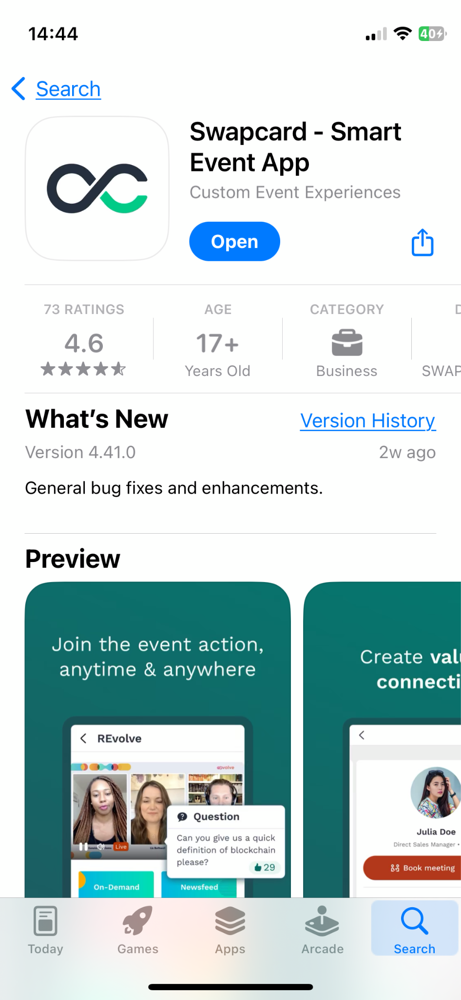 14:44
40
Search
Swapcard - Smart
Event App
Custom Event Experiences
Open
73 RATINGS
4.6
AGE
17+
Years Old
CATEGORY
Business
D
SWAP
What's New
Version History
Version 4.41.0
2w ago
General bug fixes and enhancements.
Preview
Join the event action,
anytime & anywhere
REvolve
Live
Question
Can you give us a quick
definition of blockchain
please?
29
On-Demand
Newsfeed
Create valu
connecti
Julia Doe
Direct Sales Manager •
Book meeting
Today
Games
Apps
Arcade
Search